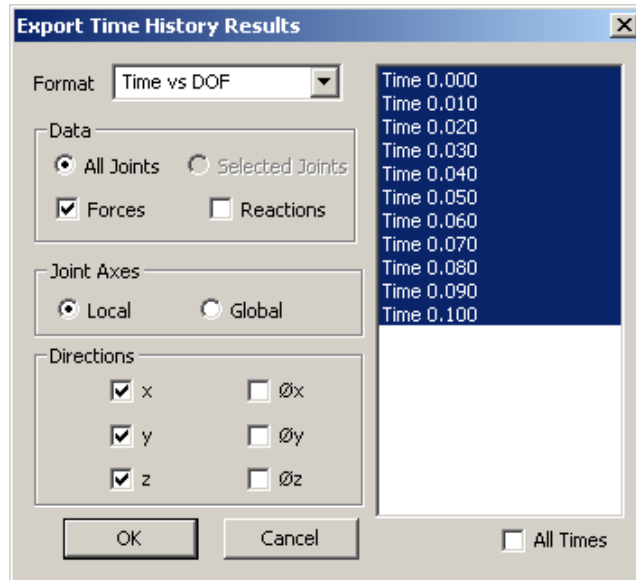 Export Time History Results
Format Time vs DOF
Data
All Joints Selected Joints
Forces Reactions
Joint Axes
Local Global
Directions
x Øx
y Øy
z Øz
OK Cancel
Time 0.000
Time 0.010
Time 0.020
Time 0.030
Time 0.040
Time 0.050
Time 0.060
Time 0.070
Time 0.080
Time 0.090
Time 0.100
All Times